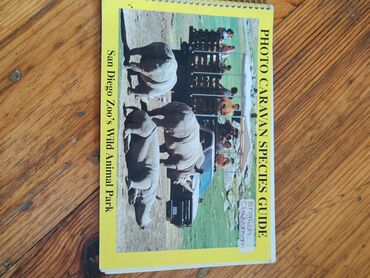 PHOTO CARAVAN SPECIES GUIDE
San Diego Zoo's Wild Animal Park